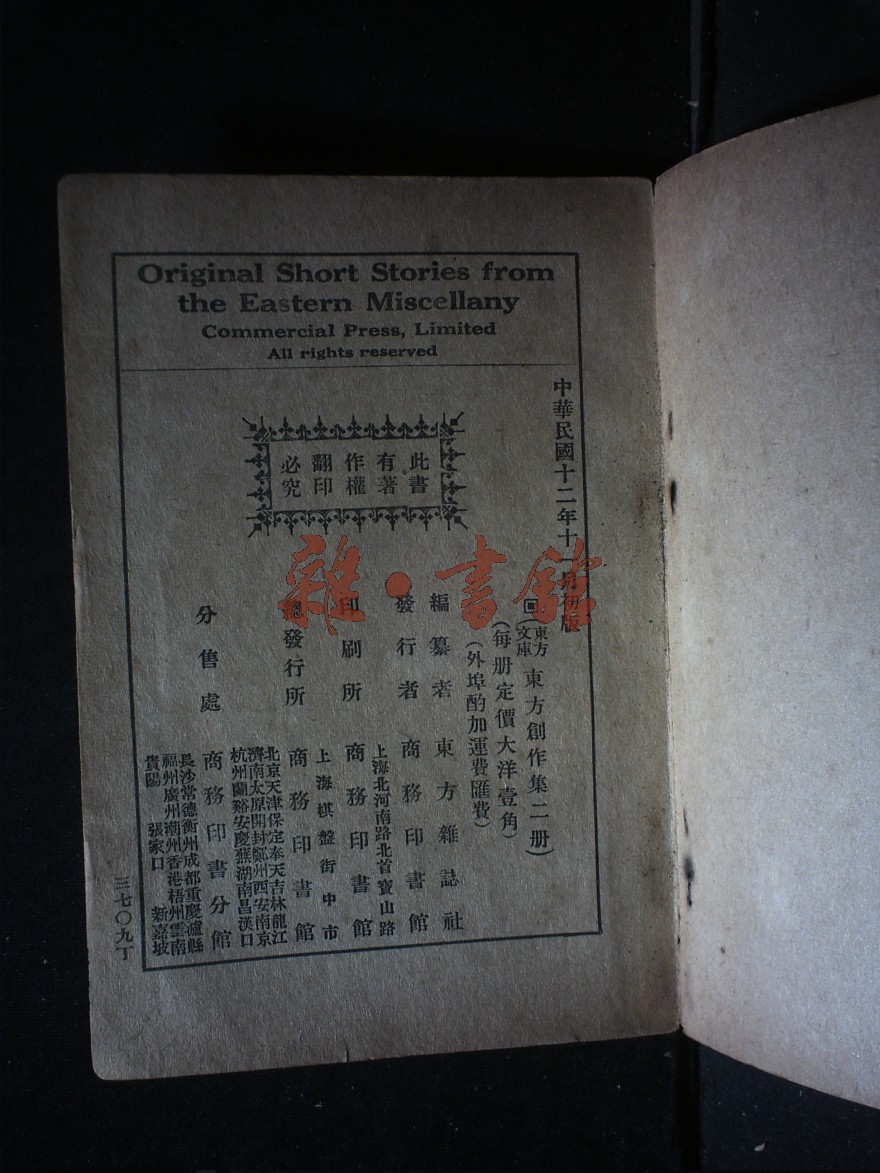 Original Short Stories from
the Eastern Miscellany
Commercial Press, Limited
All rights reserved
此書
有著
作權
翻印
必究
中華民國十二年十一月初版
回(東方文庫)東方創作集二册)
(每册定價大洋壹角)
(外埠酌加運費匯費)
編纂者 東方雜誌社
發行者 商務印書館
上海北河南路北首寶山路
印刷所 商務印書館
上海棋盤街中市
總發行所 商務印書館
北京天津保定奉天吉林龍江
濟南太原開封鄭州西安南京
杭州蘭谿安慶蕪湖南昌漢口
分售處 商務印書分館
長沙常德衡州成都重慶瀘縣
福州廣州潮州香港梧州雲南
貴陽 張家口 新嘉坡
三七〇九丁
雜·書館